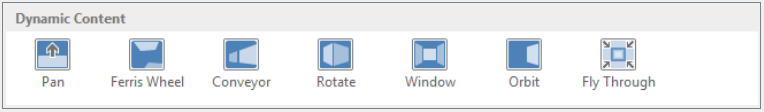 Dynamic Content
Pan Ferris Wheel Conveyor Rotate Window Orbit Fly Through